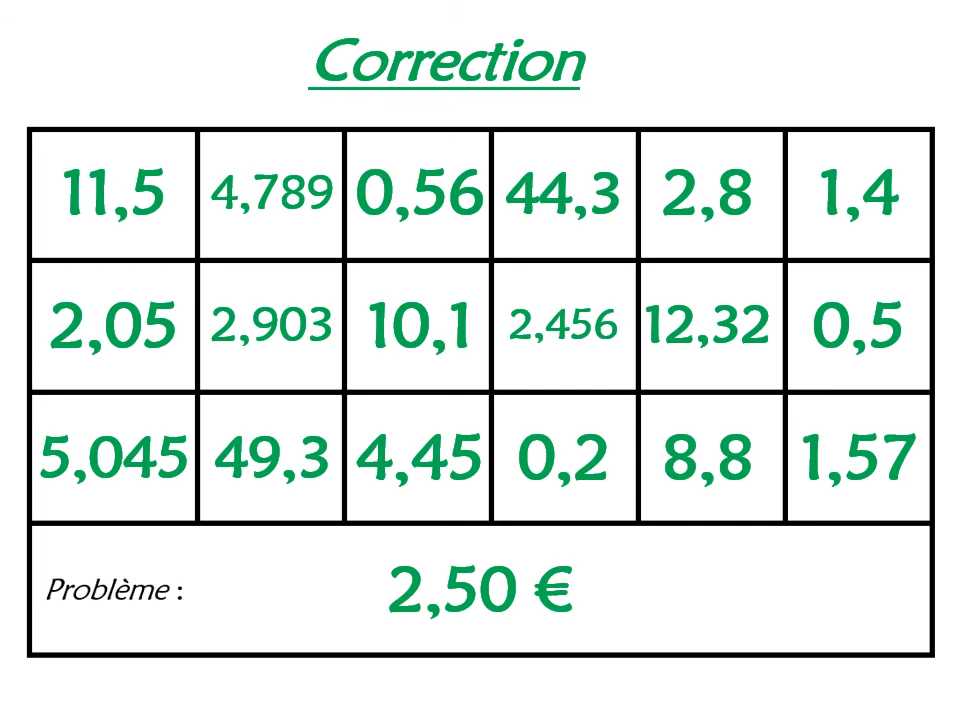 Correction
11,5 4,789 0,56 44,3 2,8 1,4
2,05 2,903 10,1 2,456 12,32 0,5
5,045 49,3 4,45 0,2 8,8 1,57
Problème : 2,50 €